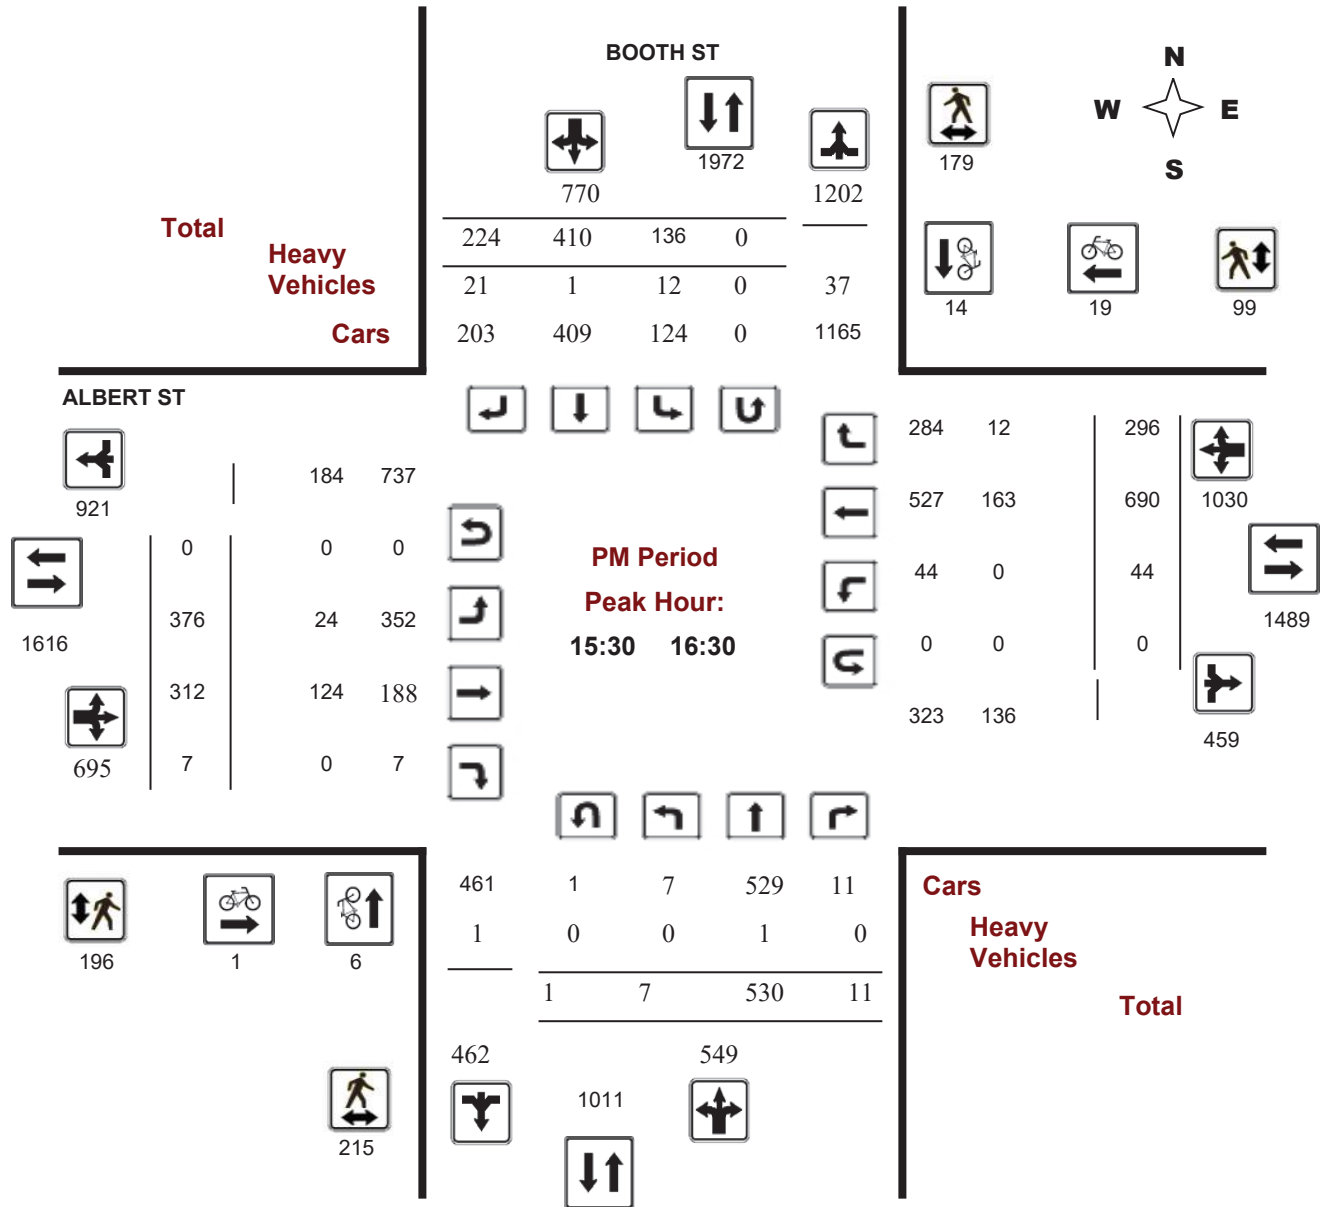 BOOTH ST
N
W E
S
1972
179
770
1202
Total
224 410 136 0
Heavy
Vehicles
21 1 12 0 37
14 19 99
Cars
203 409 124 0 1165
ALBERT ST
284 12 296
184 737
921
527 163 690 1030
0 0 0
PM Period
44 0 44
376 24 352
Peak Hour:
1616
15:30 16:30
0 0 0
1489
312 124 188
323 136
459
695 7 0 7
461 1 7 529 11
Cars
1 0 0 1 0
Heavy
Vehicles
196 1 6
1 7 530 11
Total
462 549
1011
215